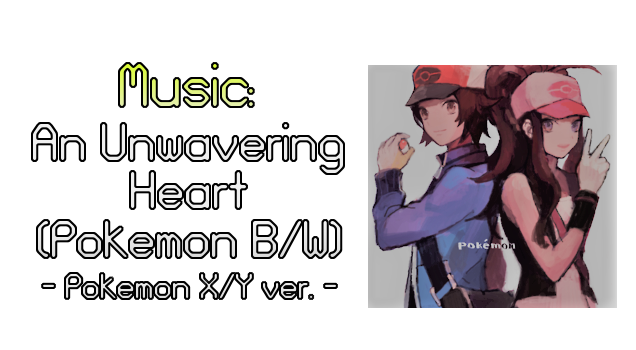 Music:
An Unwavering
Heart
(Pokemon B/W)
- Pokemon X/Y ver. -
Pokémon